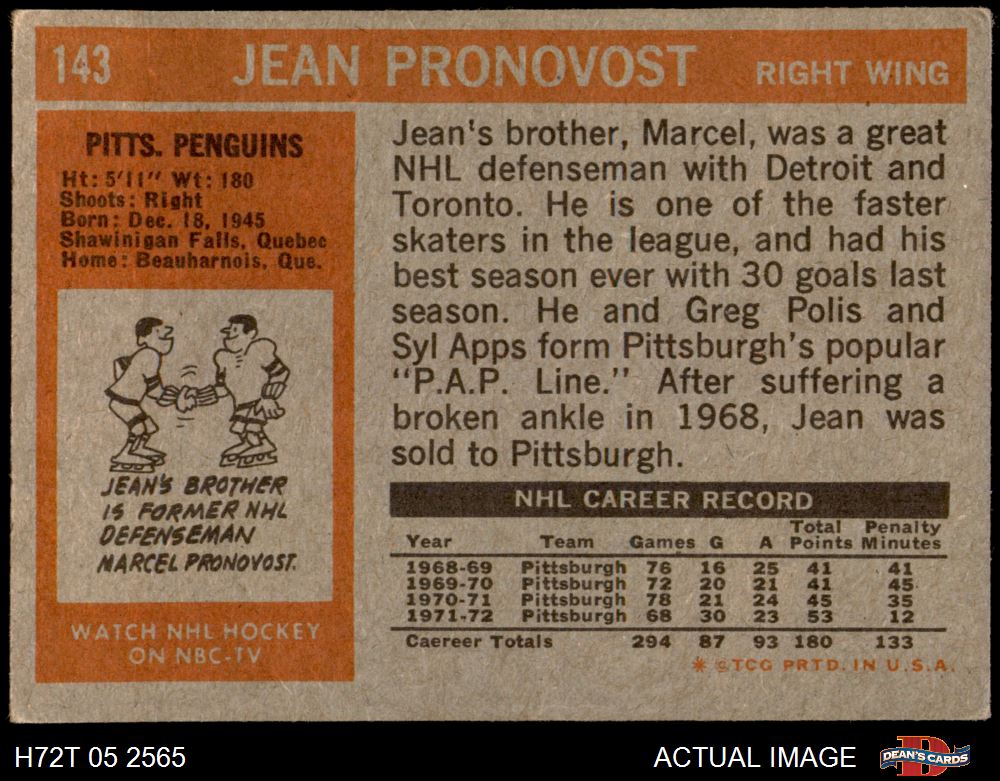 143 JEAN PRONOVOST RIGHT WING
PITTS. PENGUINS
Ht: 5'11" Wt: 180
Shoots: Right
Born: Dec. 18, 1945
Shawinigan Falls, Quebec
Home: Beauharnois, Que.
JEAN'S BROTHER
IS FORMER NHL
DEFENSEMAN
MARCEL PRONOVOST.
WATCH NHL HOCKEY
ON NBC-TV
Jean's brother, Marcel, was a great
NHL defenseman with Detroit and
Toronto. He is one of the faster
skaters in the league, and had his
best season ever with 30 goals last
season. He and Greg Polis and
Syl Apps form Pittsburgh's popular
"P.A.P. Line." After suffering a
broken ankle in 1968, Jean was
sold to Pittsburgh.
NHL CAREER RECORD
Year Team Games G A Total Points Penalty Minutes
1968-69 Pittsburgh 76 16 25 41 41
1969-70 Pittsburgh 72 20 21 41 45
1970-71 Pittsburgh 78 21 24 45 35
1971-72 Pittsburgh 68 30 23 53 12
Caereer Totals 294 87 93 180 133
* ©TCG PRTD. IN U.S.A.
H72T 05 2565
ACTUAL IMAGE
DEAN'S CARDS